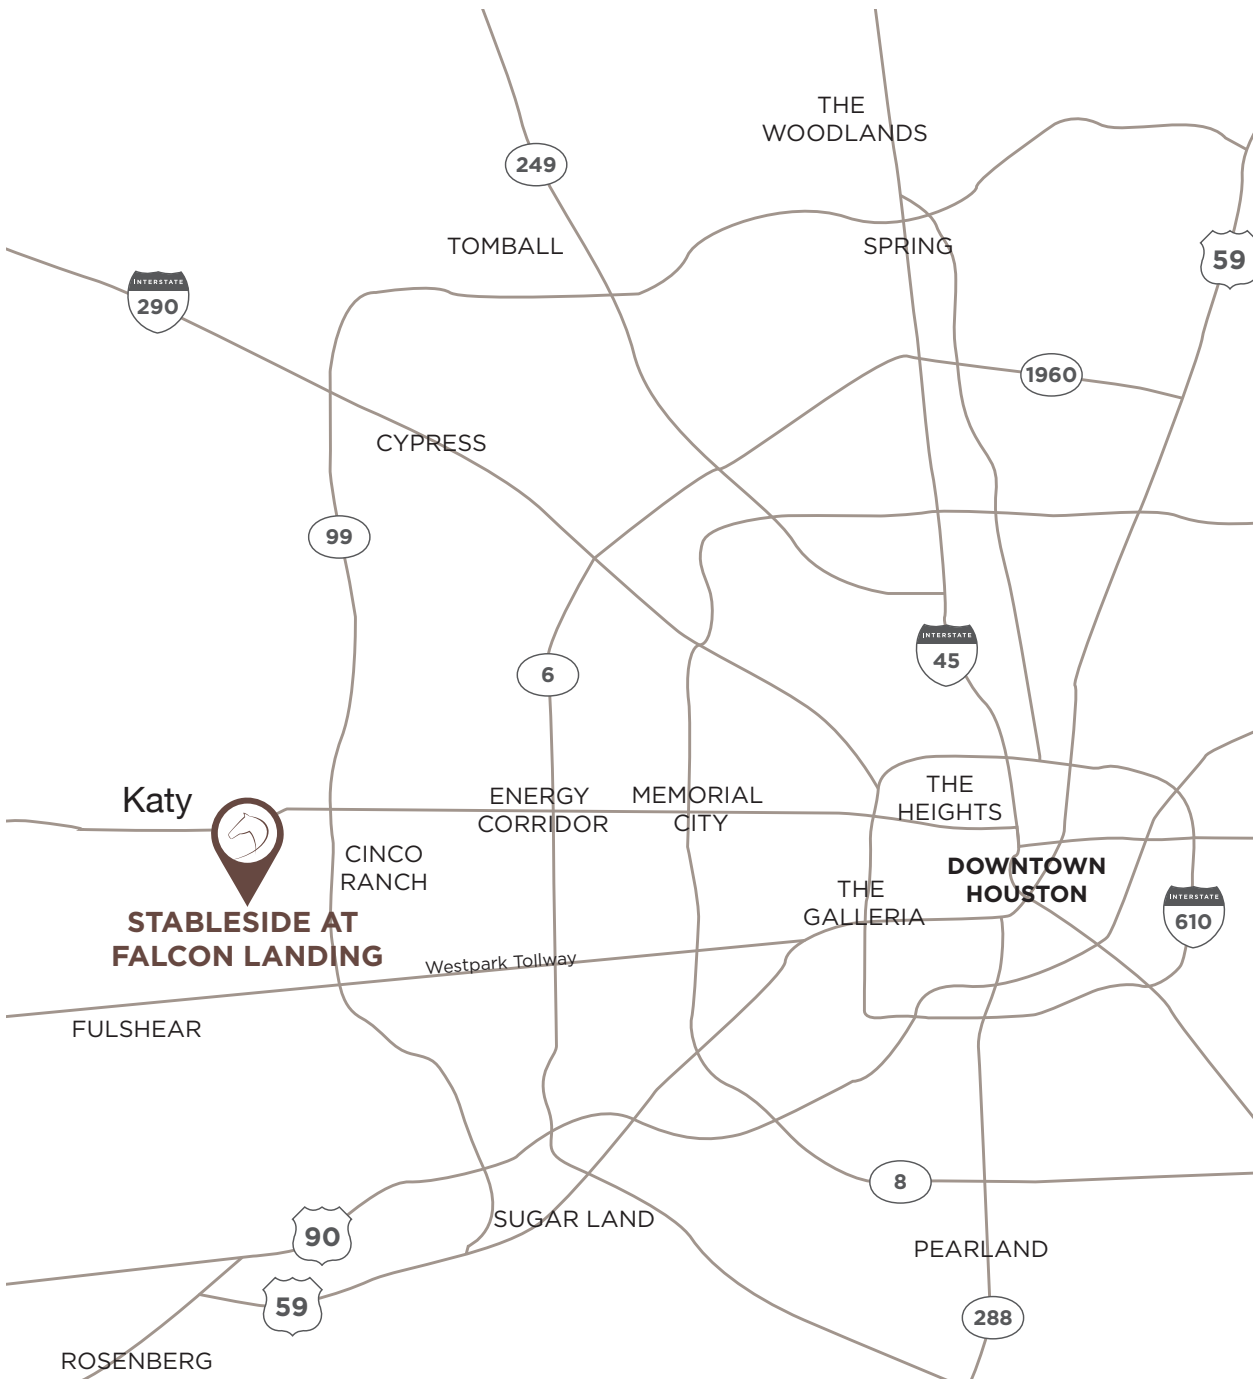 THE
WOODLANDS
249
TOMBALL
SPRING
59
INTERSTATE
290
1960
CYPRESS
99
INTERSTATE
45
6
Katy
ENERGY
CORRIDOR
MEMORIAL
CITY
THE
HEIGHTS
CINCO
RANCH
DOWNTOWN
HOUSTON
THE
GALLERIA
INTERSTATE
610
STABLESIDE AT
FALCON LANDING
Westpark Tollway
FULSHEAR
8
90
SUGAR LAND
PEARLAND
59
288
ROSENBERG